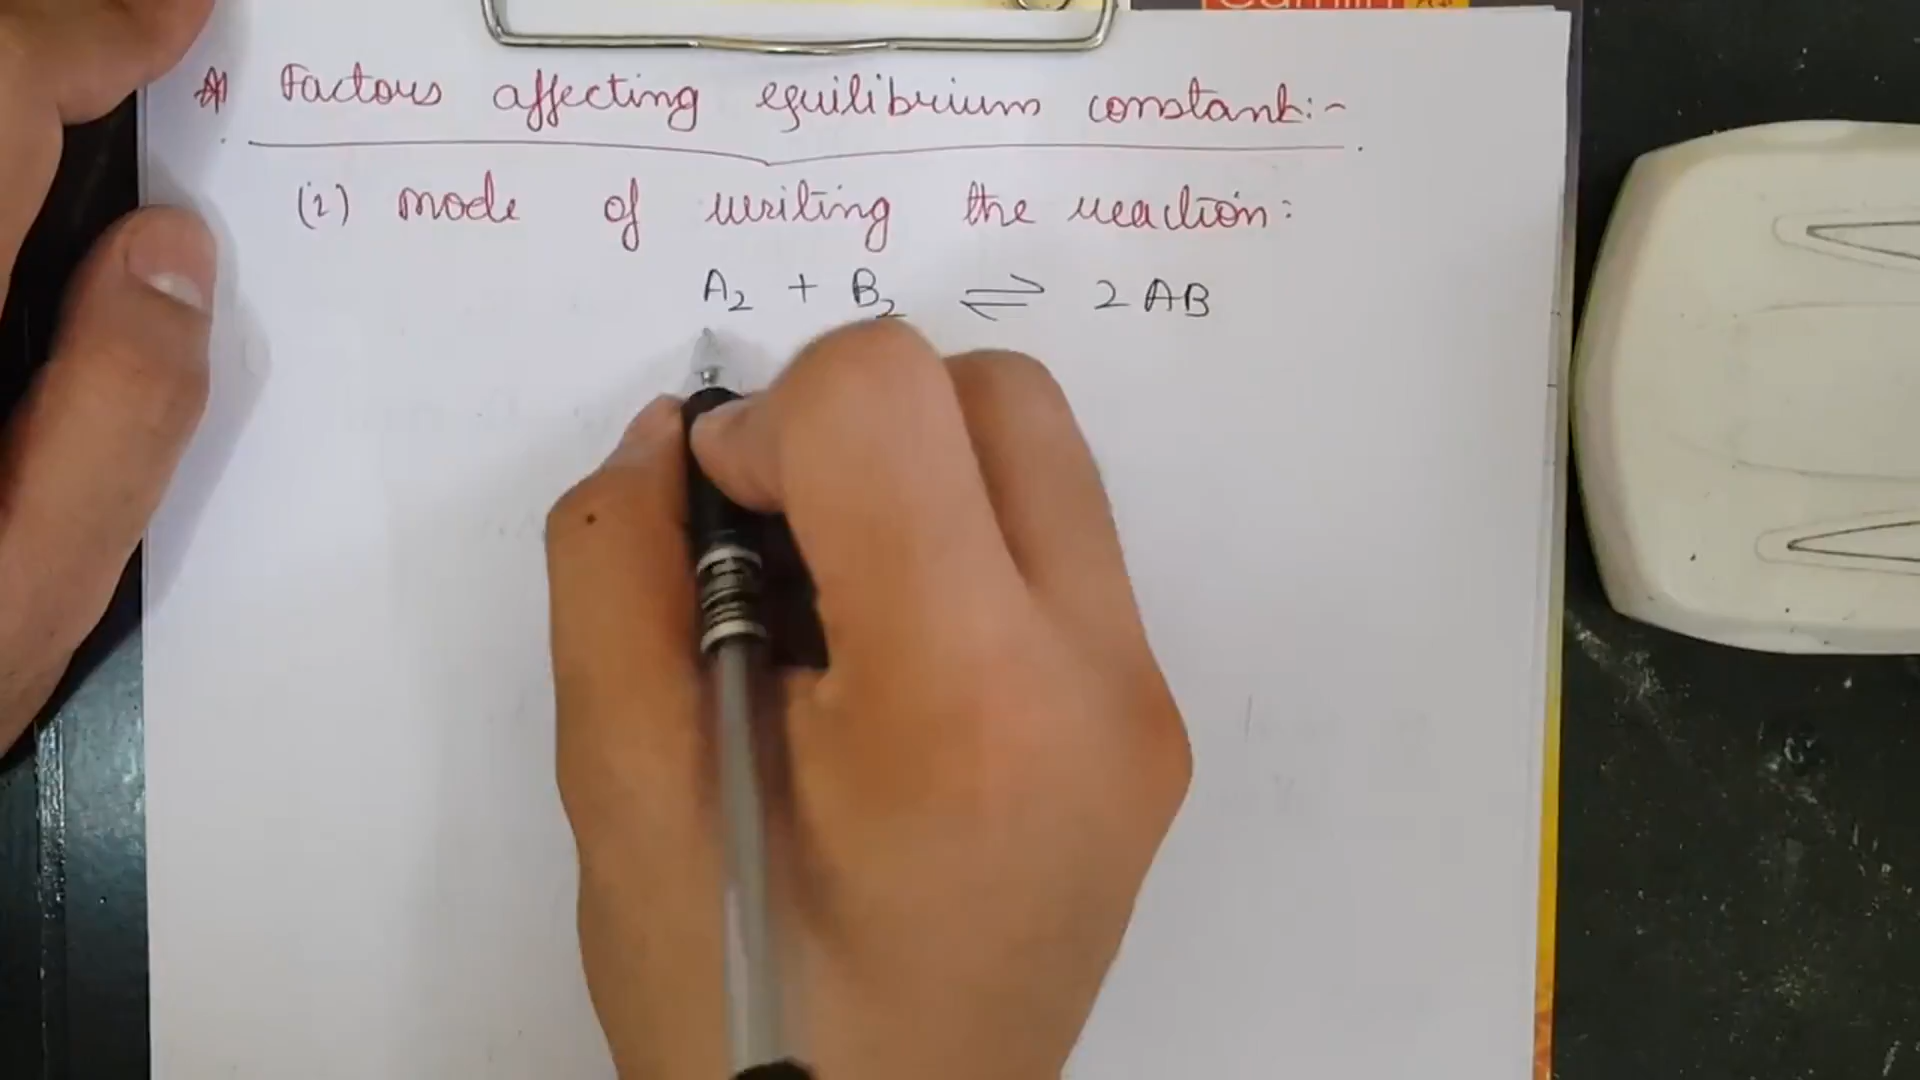 Factors affecting equilibrium constant:-
(i) mode of writing the reaction:
A₂ + B₂ ⇌ 2AB